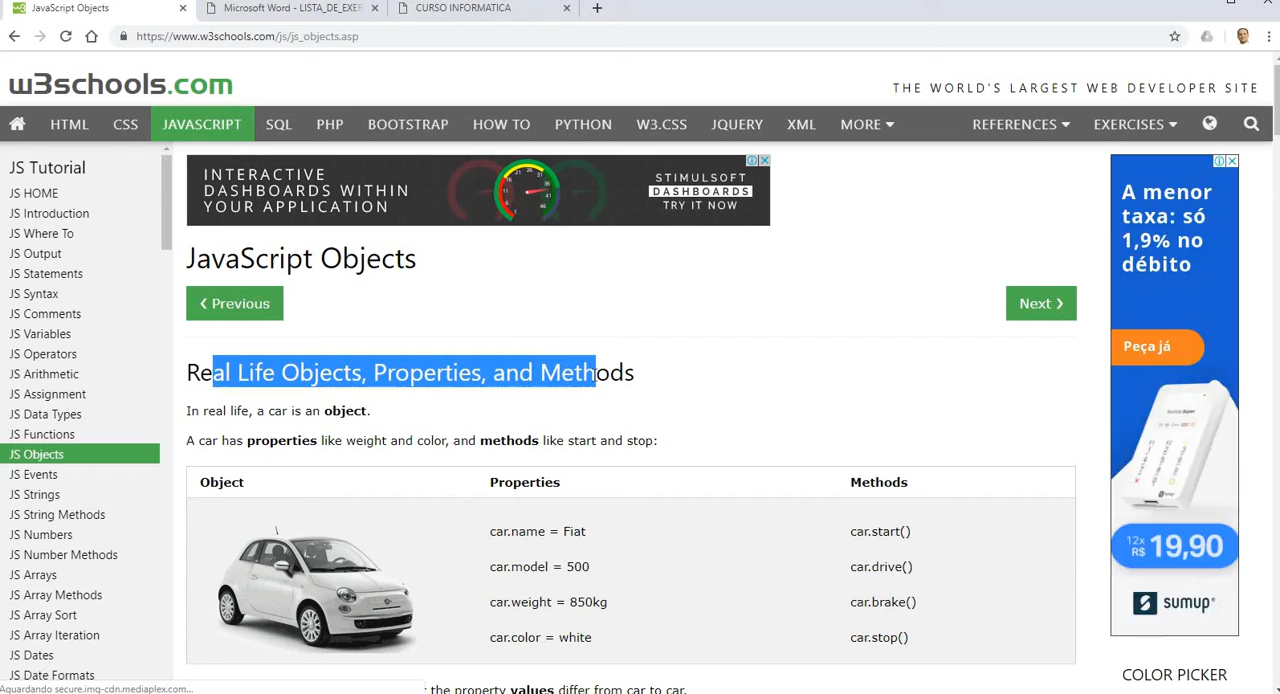 JavaScript Objects
Microsoft Word - LISTA_DE_EXER
CURSO INFORMATICA
https://www.w3schools.com/js/js_objects.asp
w3schools.com
THE WORLD'S LARGEST WEB DEVELOPER SITE
HTML CSS JAVASCRIPT SQL PHP BOOTSTRAP HOW TO PYTHON W3.CSS JQUERY XML MORE REFERENCES EXERCISES
JS Tutorial
JS HOME
JS Introduction
JS Where To
JS Output
JS Statements
JS Syntax
JS Comments
JS Variables
JS Operators
JS Arithmetic
JS Assignment
JS Data Types
JS Functions
JS Objects
JS Events
JS Strings
JS String Methods
JS Numbers
JS Number Methods
JS Arrays
JS Array Methods
JS Array Sort
JS Array Iteration
JS Dates
JS Date Formats
Aguardando secure.img-cdn.mediaplex.com...
INTERACTIVE
DASHBOARDS WITHIN
YOUR APPLICATION
STIMULSOFT
DASHBOARDS
TRY IT NOW
JavaScript Objects
❮ Previous
Next ❯
Real Life Objects, Properties, and Methods
In real life, a car is an object.
A car has properties like weight and color, and methods like start and stop:
Object Properties Methods
car.name = Fiat car.start()
car.model = 500 car.drive()
car.weight = 850kg car.brake()
car.color = white car.stop()
the property values differ from car to car.
A menor
taxa: só
1,9% no
débito
Peça já
12x
R$ 19,90
sumup
COLOR PICKER